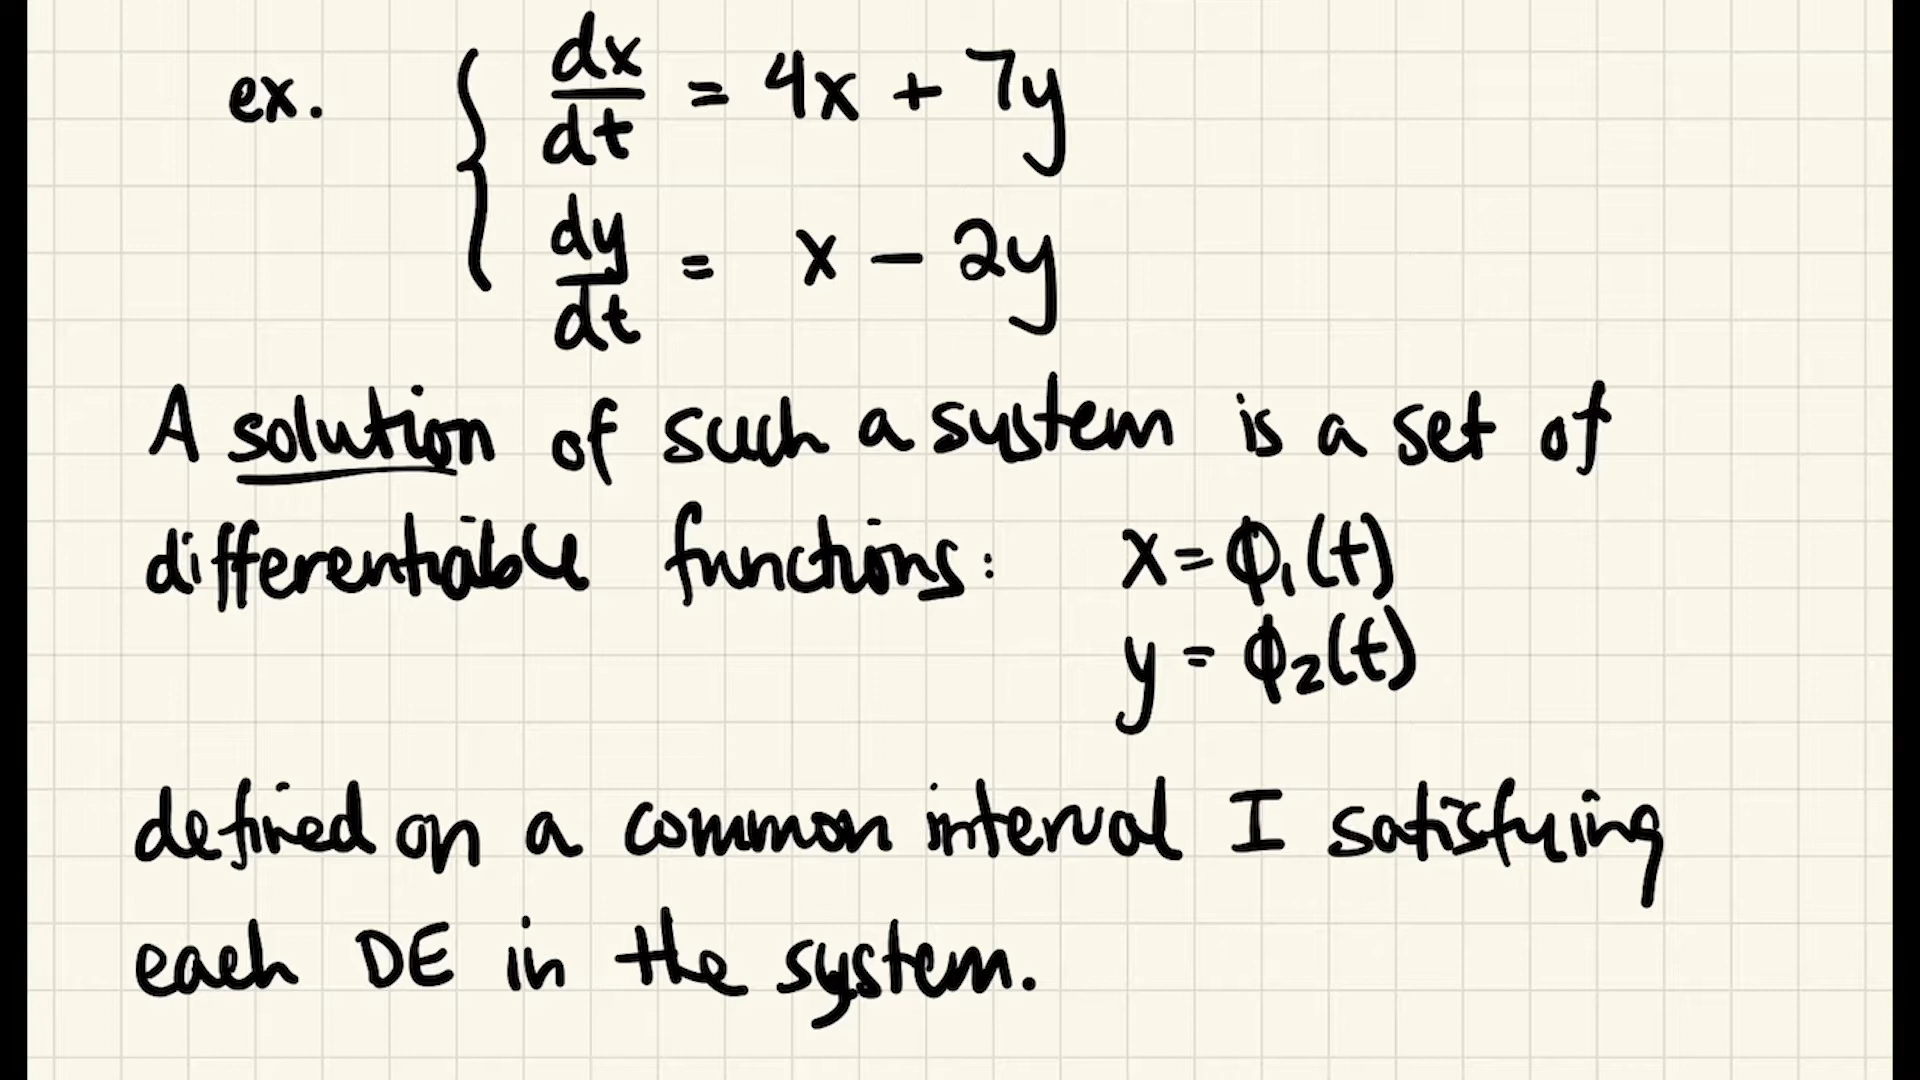 ex. { dx/dt = 4x + 7y
dy/dt = x - 2y
A solution of such a system is a set of
differentiable functions: x = ϕ₁(t)
y = ϕ₂(t)
defined on a common interval I satisfying
each DE in the system.